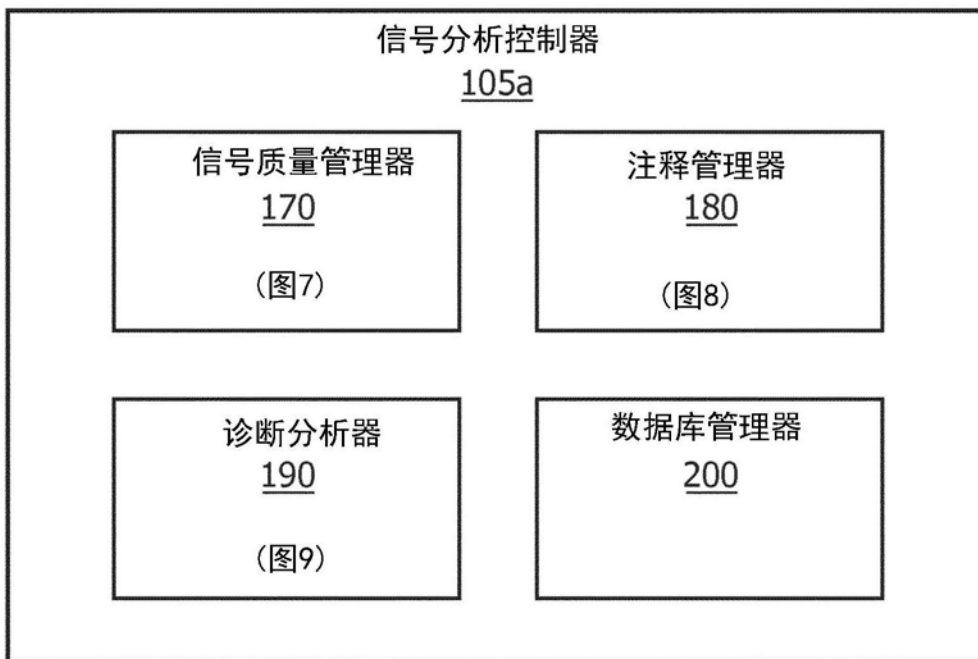 信号分析控制器
105a
信号质量管理器
170
(图7)
注释管理器
180
(图8)
诊断分析器
190
(图9)
数据库管理器
200